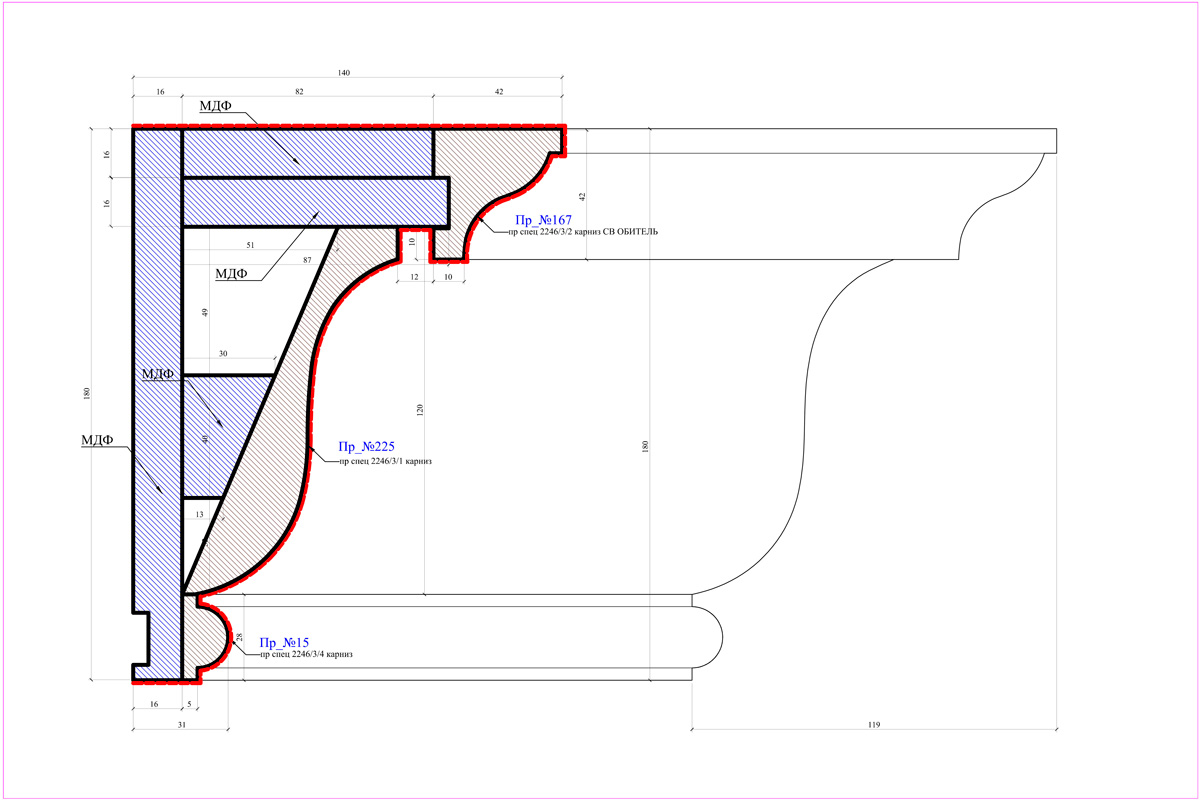 140
16
82
42
МДФ
16
16
42
Пр_№167
пр спец 2246/3/2 карниз СВ ОБИТЕЛЬ
51
10
87
МДФ
12
10
49
30
МДФ
180
120
МДФ
40
180
Пр_№225
пр спец 2246/3/1 карниз
13
28
Пр_№15
пр спец 2246/3/4 карниз
16
5
31
119